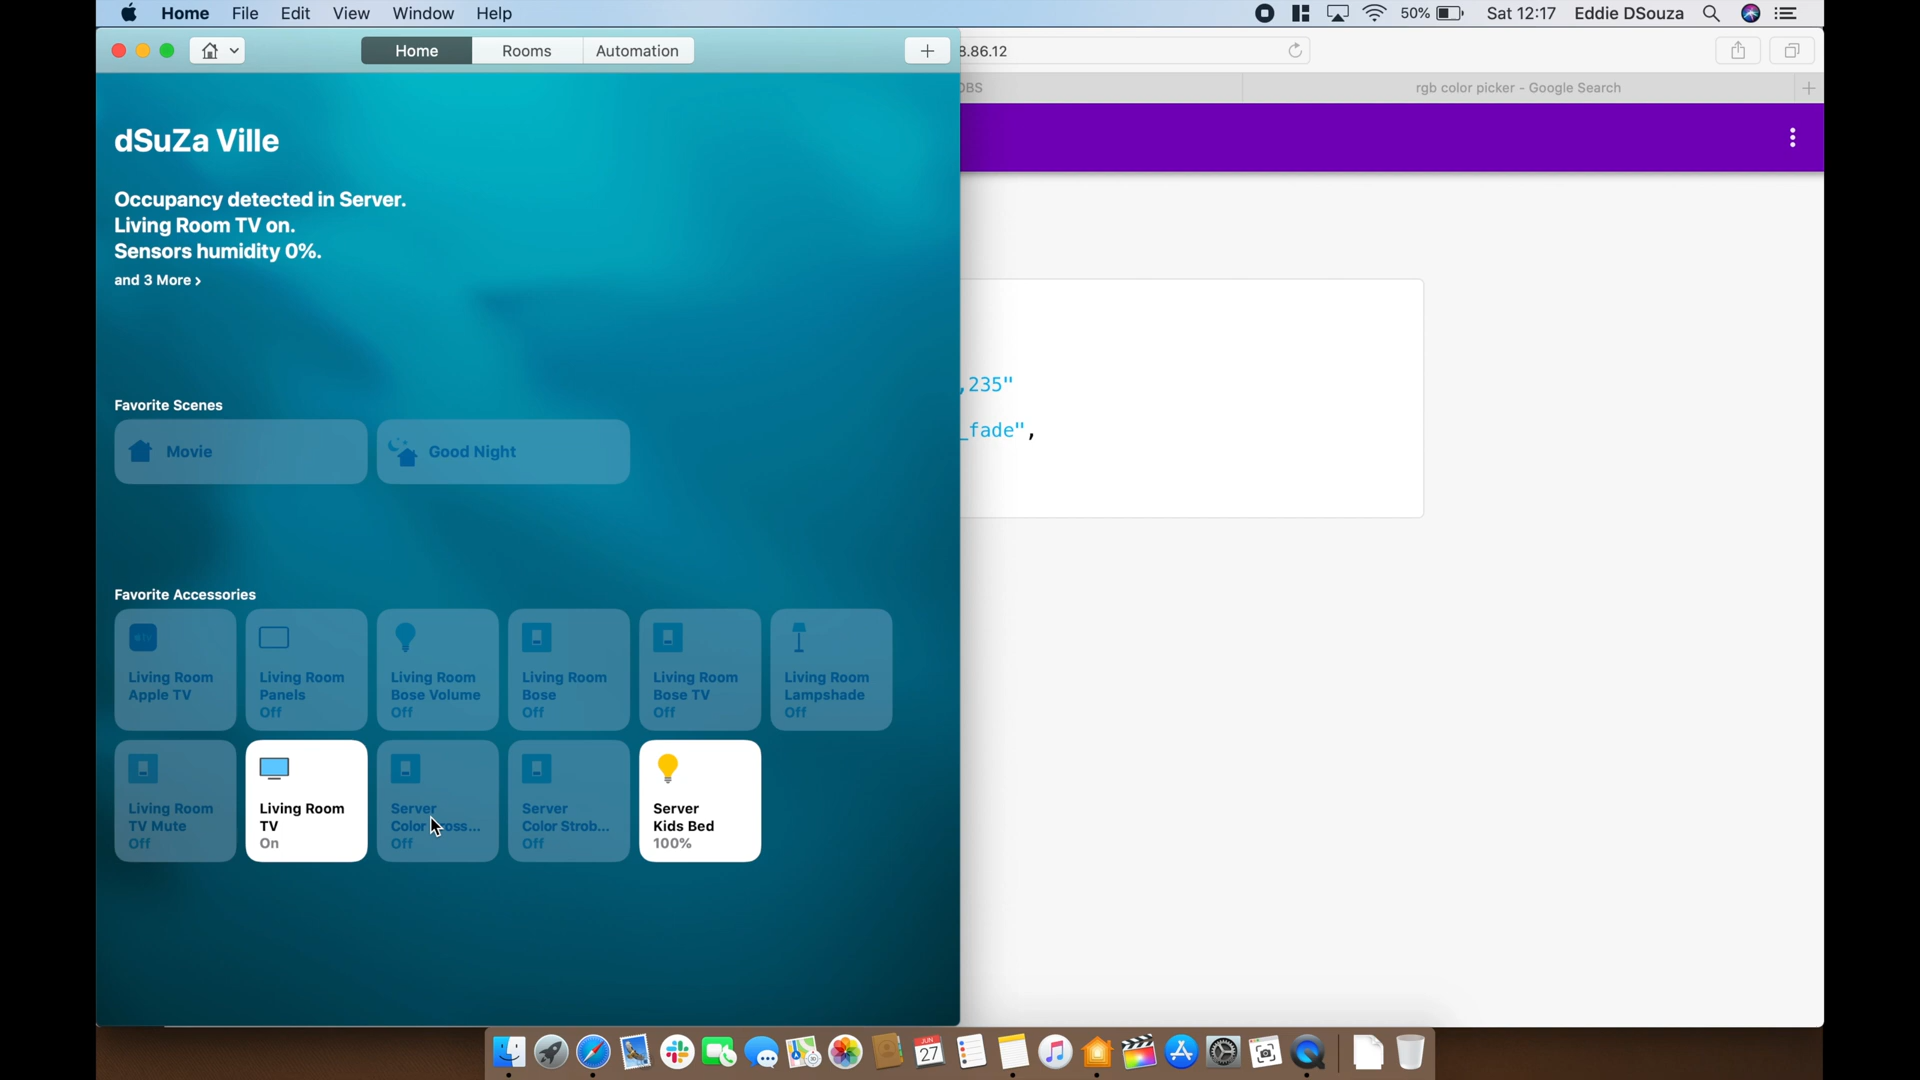 Home File Edit View Window Help
50% Sat 12:17 Eddie DSouza
Home Rooms Automation
8.86.12
OBS
rgb color picker - Google Search
dSuZa Ville
Occupancy detected in Server.
Living Room TV on.
Sensors humidity 0%.
and 3 More >
,235"
_fade",
Favorite Scenes
Movie
Good Night
Favorite Accessories
Living Room
Apple TV
Living Room
Panels
Off
Living Room
Bose Volume
Off
Living Room
Bose
Off
Living Room
Bose TV
Off
Living Room
Lampshade
Off
Living Room
TV Mute
Off
Living Room
TV
On
Server
Color
Off
Server
Color Strob...
Off
Server
Kids Bed
100%
JUN
27